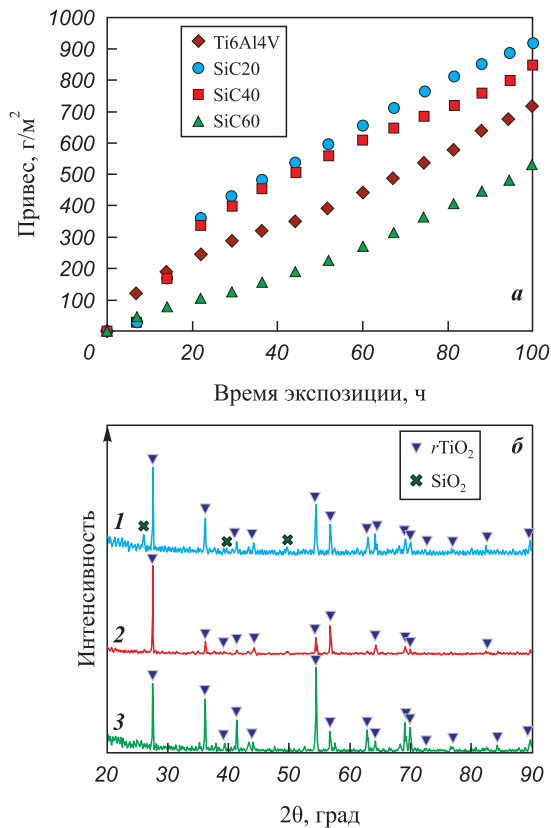 1000
900
800
700
600
500
400
300
200
100
0
Привес, г/м²
Ti6Al4V
SiC20
SiC40
SiC60
а
20 40 60 80 100
Время экспозиции, ч
б
rTiO₂
SiO₂
Интенсивность
1
2
3
20 30 40 50 60 70 80 90
2θ, град